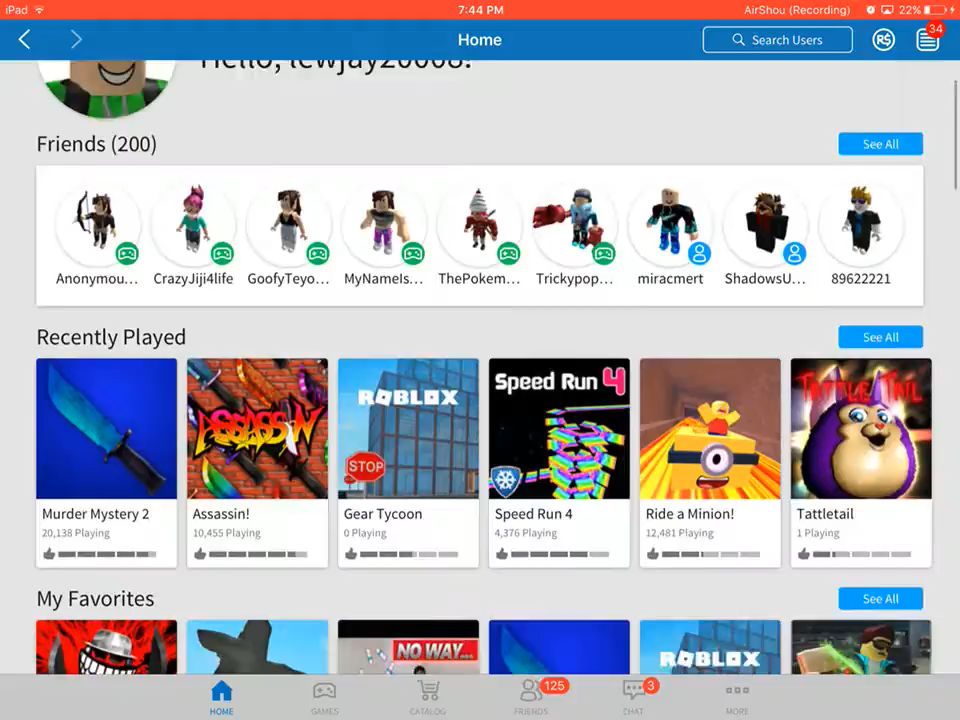 iPad 7:44 PM AirShou (Recording) 22%
Home Search Users R$ 34
Hello, lewjay20008!
Friends (200) See All
Anonymou... CrazyJiji4life GoofyTeyo... MyNameIs... ThePokem... Trickypop... miracmert ShadowsU... 89622221
Recently Played See All
ASSASSIN ROBLOX STOP Speed Run 4 TATTLETAIL
Murder Mystery 2 Assassin! Gear Tycoon Speed Run 4 Ride a Minion! Tattletail
20,138 Playing 10,455 Playing 0 Playing 4,376 Playing 12,481 Playing 1 Playing
My Favorites See All
NO WAY... ROBLOX
125 3
HOME GAMES CATALOG FRIENDS CHAT MORE